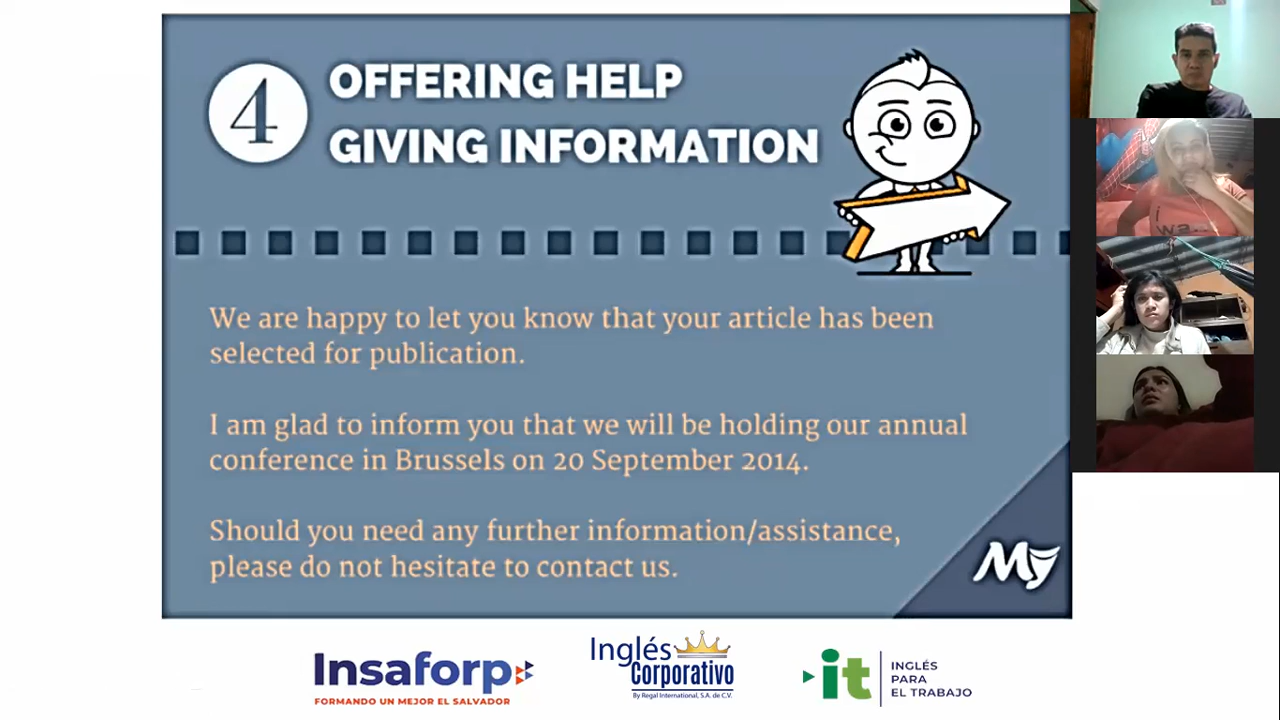 4
OFFERING HELP
GIVING INFORMATION
We are happy to let you know that your article has been
selected for publication.
I am glad to inform you that we will be holding our annual
conference in Brussels on 20 September 2014.
Should you need any further information/assistance,
please do not hesitate to contact us.
My
Insaforp
FORMANDO UN MEJOR EL SALVADOR
Inglés
Corporativo
By Regal International, S.A. de C.V.
it
INGLÉS
PARA
EL TRABAJO